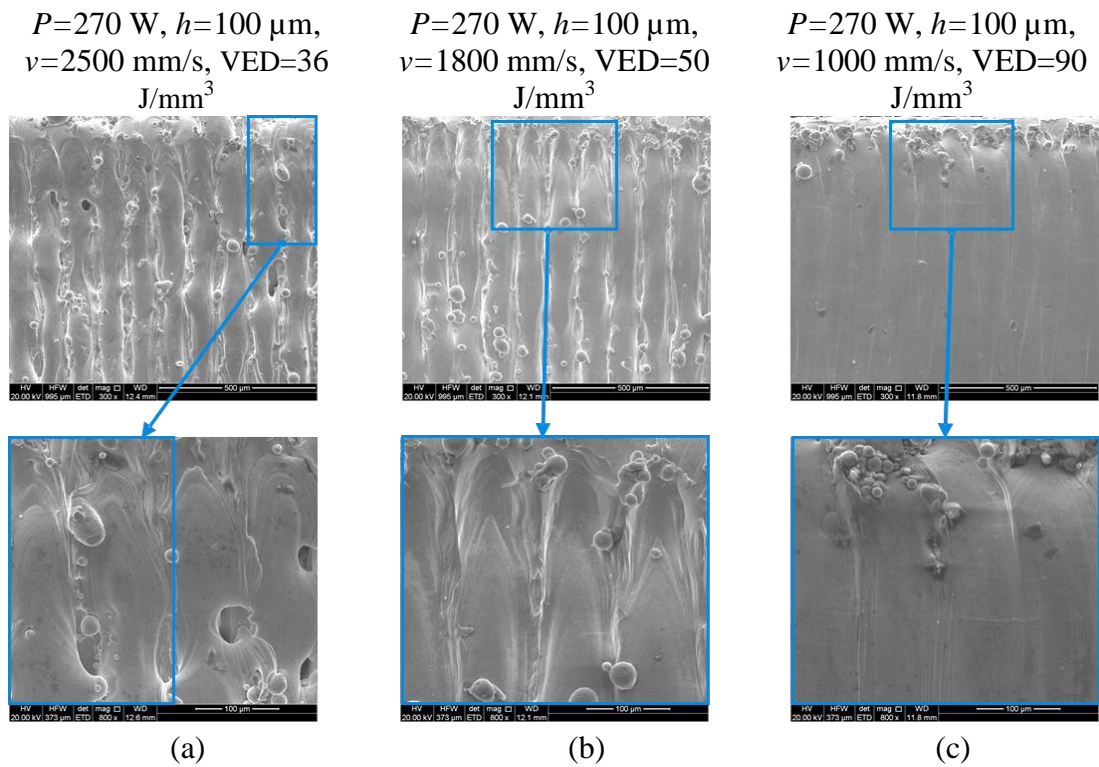 P=270 W, h=100 µm,
v=2500 mm/s, VED=36
J/mm³
P=270 W, h=100 µm,
v=1800 mm/s, VED=50
J/mm³
P=270 W, h=100 µm,
v=1000 mm/s, VED=90
J/mm³
HV HFW det mag WD 500 µm
20.00 kV 995 µm ETD 300 x 12.4 mm
HV HFW det mag WD 500 µm
20.00 kV 995 µm ETD 300 x 12.1 mm
HV HFW det mag WD 500 µm
20.00 kV 995 µm ETD 300 x 11.8 mm
HV HFW det mag WD 100 µm
20.00 kV 373 µm ETD 800 x 12.6 mm
HV HFW det mag WD 100 µm
20.00 kV 373 µm ETD 800 x 12.1 mm
HV HFW det mag WD 100 µm
20.00 kV 373 µm ETD 800 x 11.8 mm
(a)
(b)
(c)